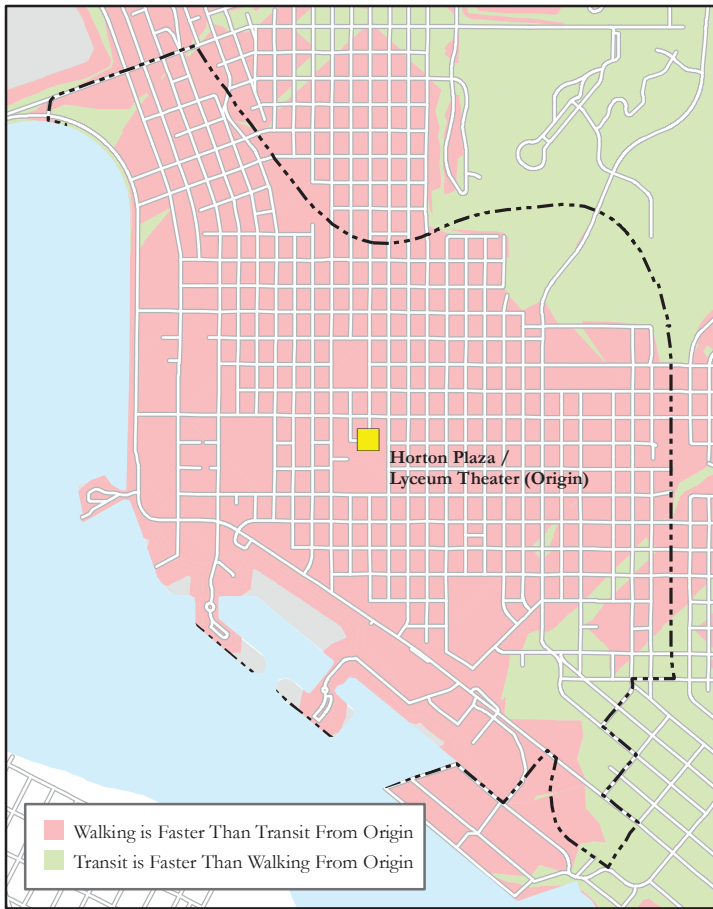 Horton Plaza /
Lyceum Theater (Origin)
Walking is Faster Than Transit From Origin
Transit is Faster Than Walking From Origin